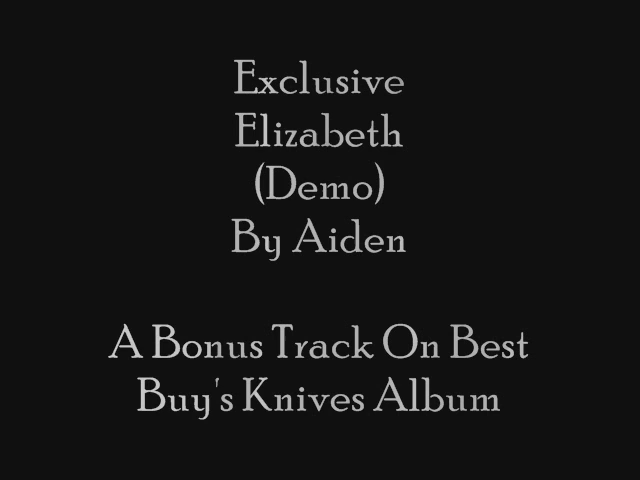 Exclusive
Elizabeth
(Demo)
By Aiden
A Bonus Track On Best
Buy's Knives Album